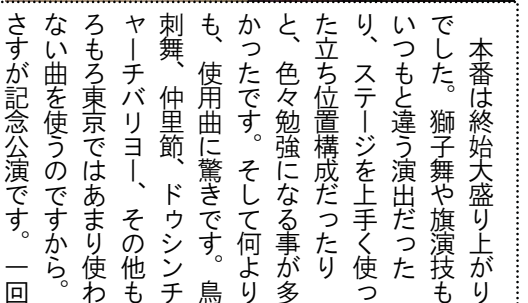 本番は終始大盛り上がり
でした。獅子舞や旗演技も
いつもと違う演出だった
り、ステージを上手く使っ
た立ち位置構成だったり
と、色々勉強になる事が多
かったです。そして何より
も、使用曲に驚きです。鳥
刺舞、仲里節、ドゥシンチ
ャーチバリヨー、その他も
ろもろ東京ではあまり使わ
ない曲を使うのですから。
さすが記念公演です。一回